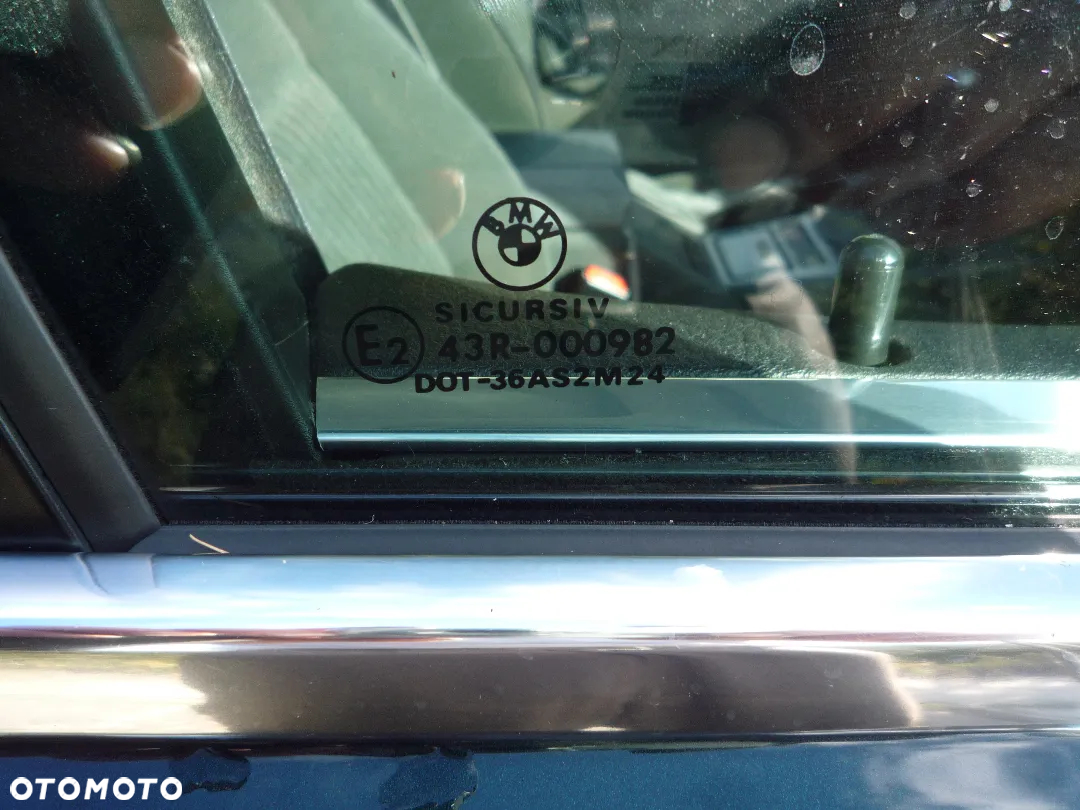 BMW
SICURSIV
E2 43R-000982
DOT-36AS2M24
OTOMOTO